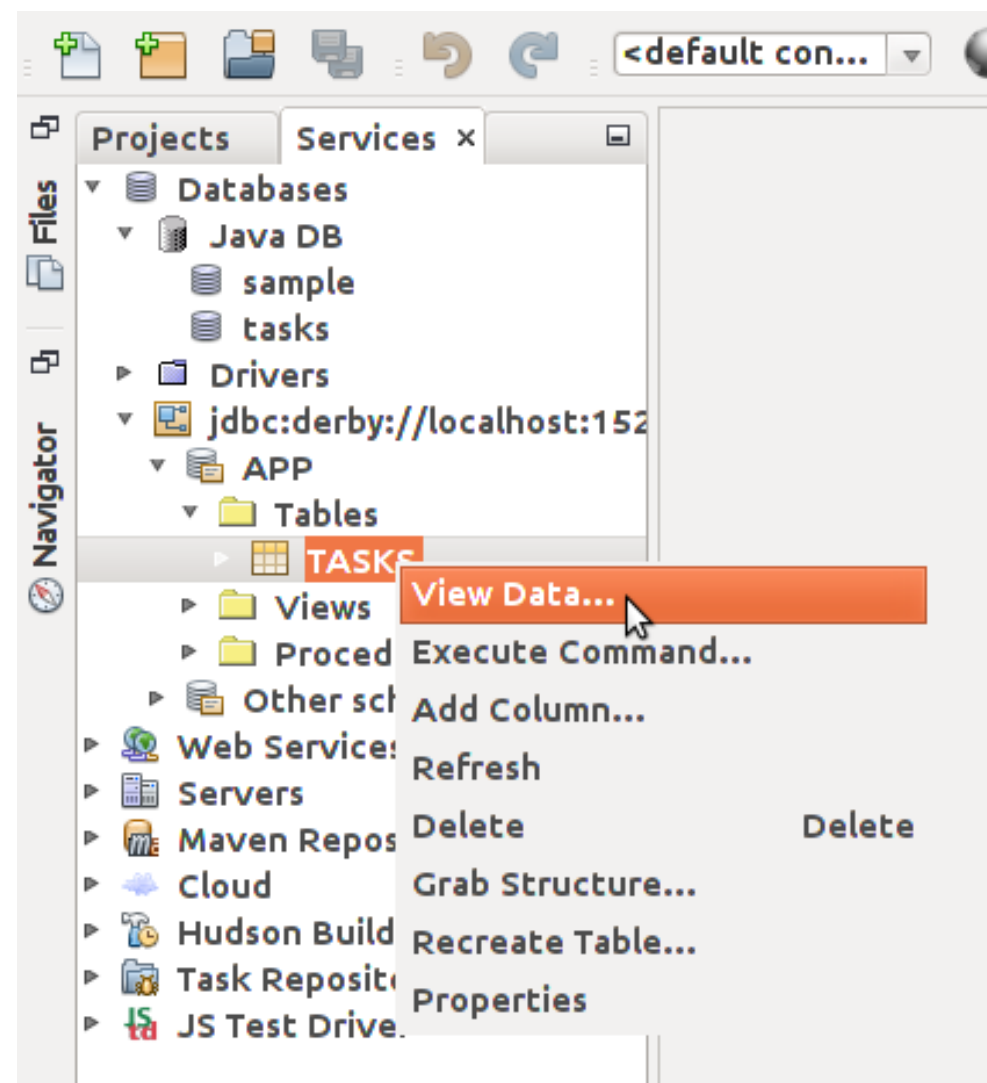 <default con...
Projects
Services ×
Files
Navigator
Databases
Java DB
sample
tasks
Drivers
jdbc:derby://localhost:152
APP
Tables
TASKS
Views
Proced
Other sch
Web Services
Servers
Maven Repos
Cloud
Hudson Build
Task Reposito
JS Test Driver
View Data...
Execute Command...
Add Column...
Refresh
Delete Delete
Grab Structure...
Recreate Table...
Properties